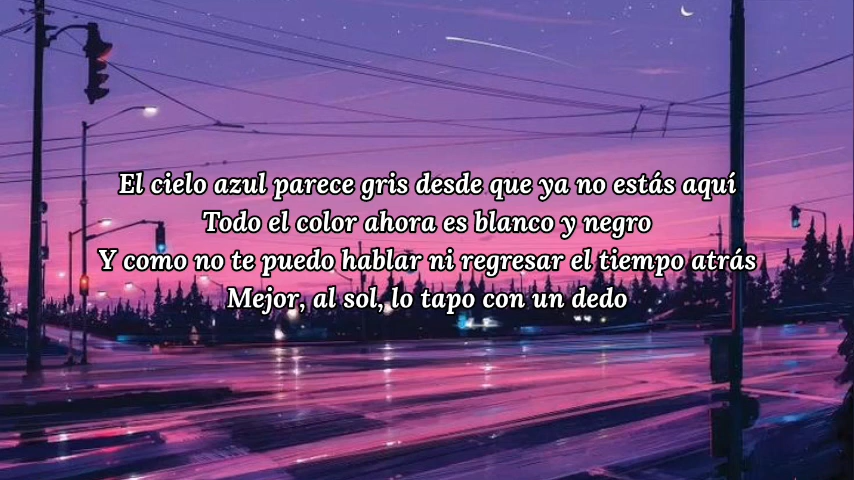 El cielo azul parece gris desde que ya no estás aquí
Todo el color ahora es blanco y negro
Y como no te puedo hablar ni regresar el tiempo atrás
Mejor, al sol, lo tapo con un dedo